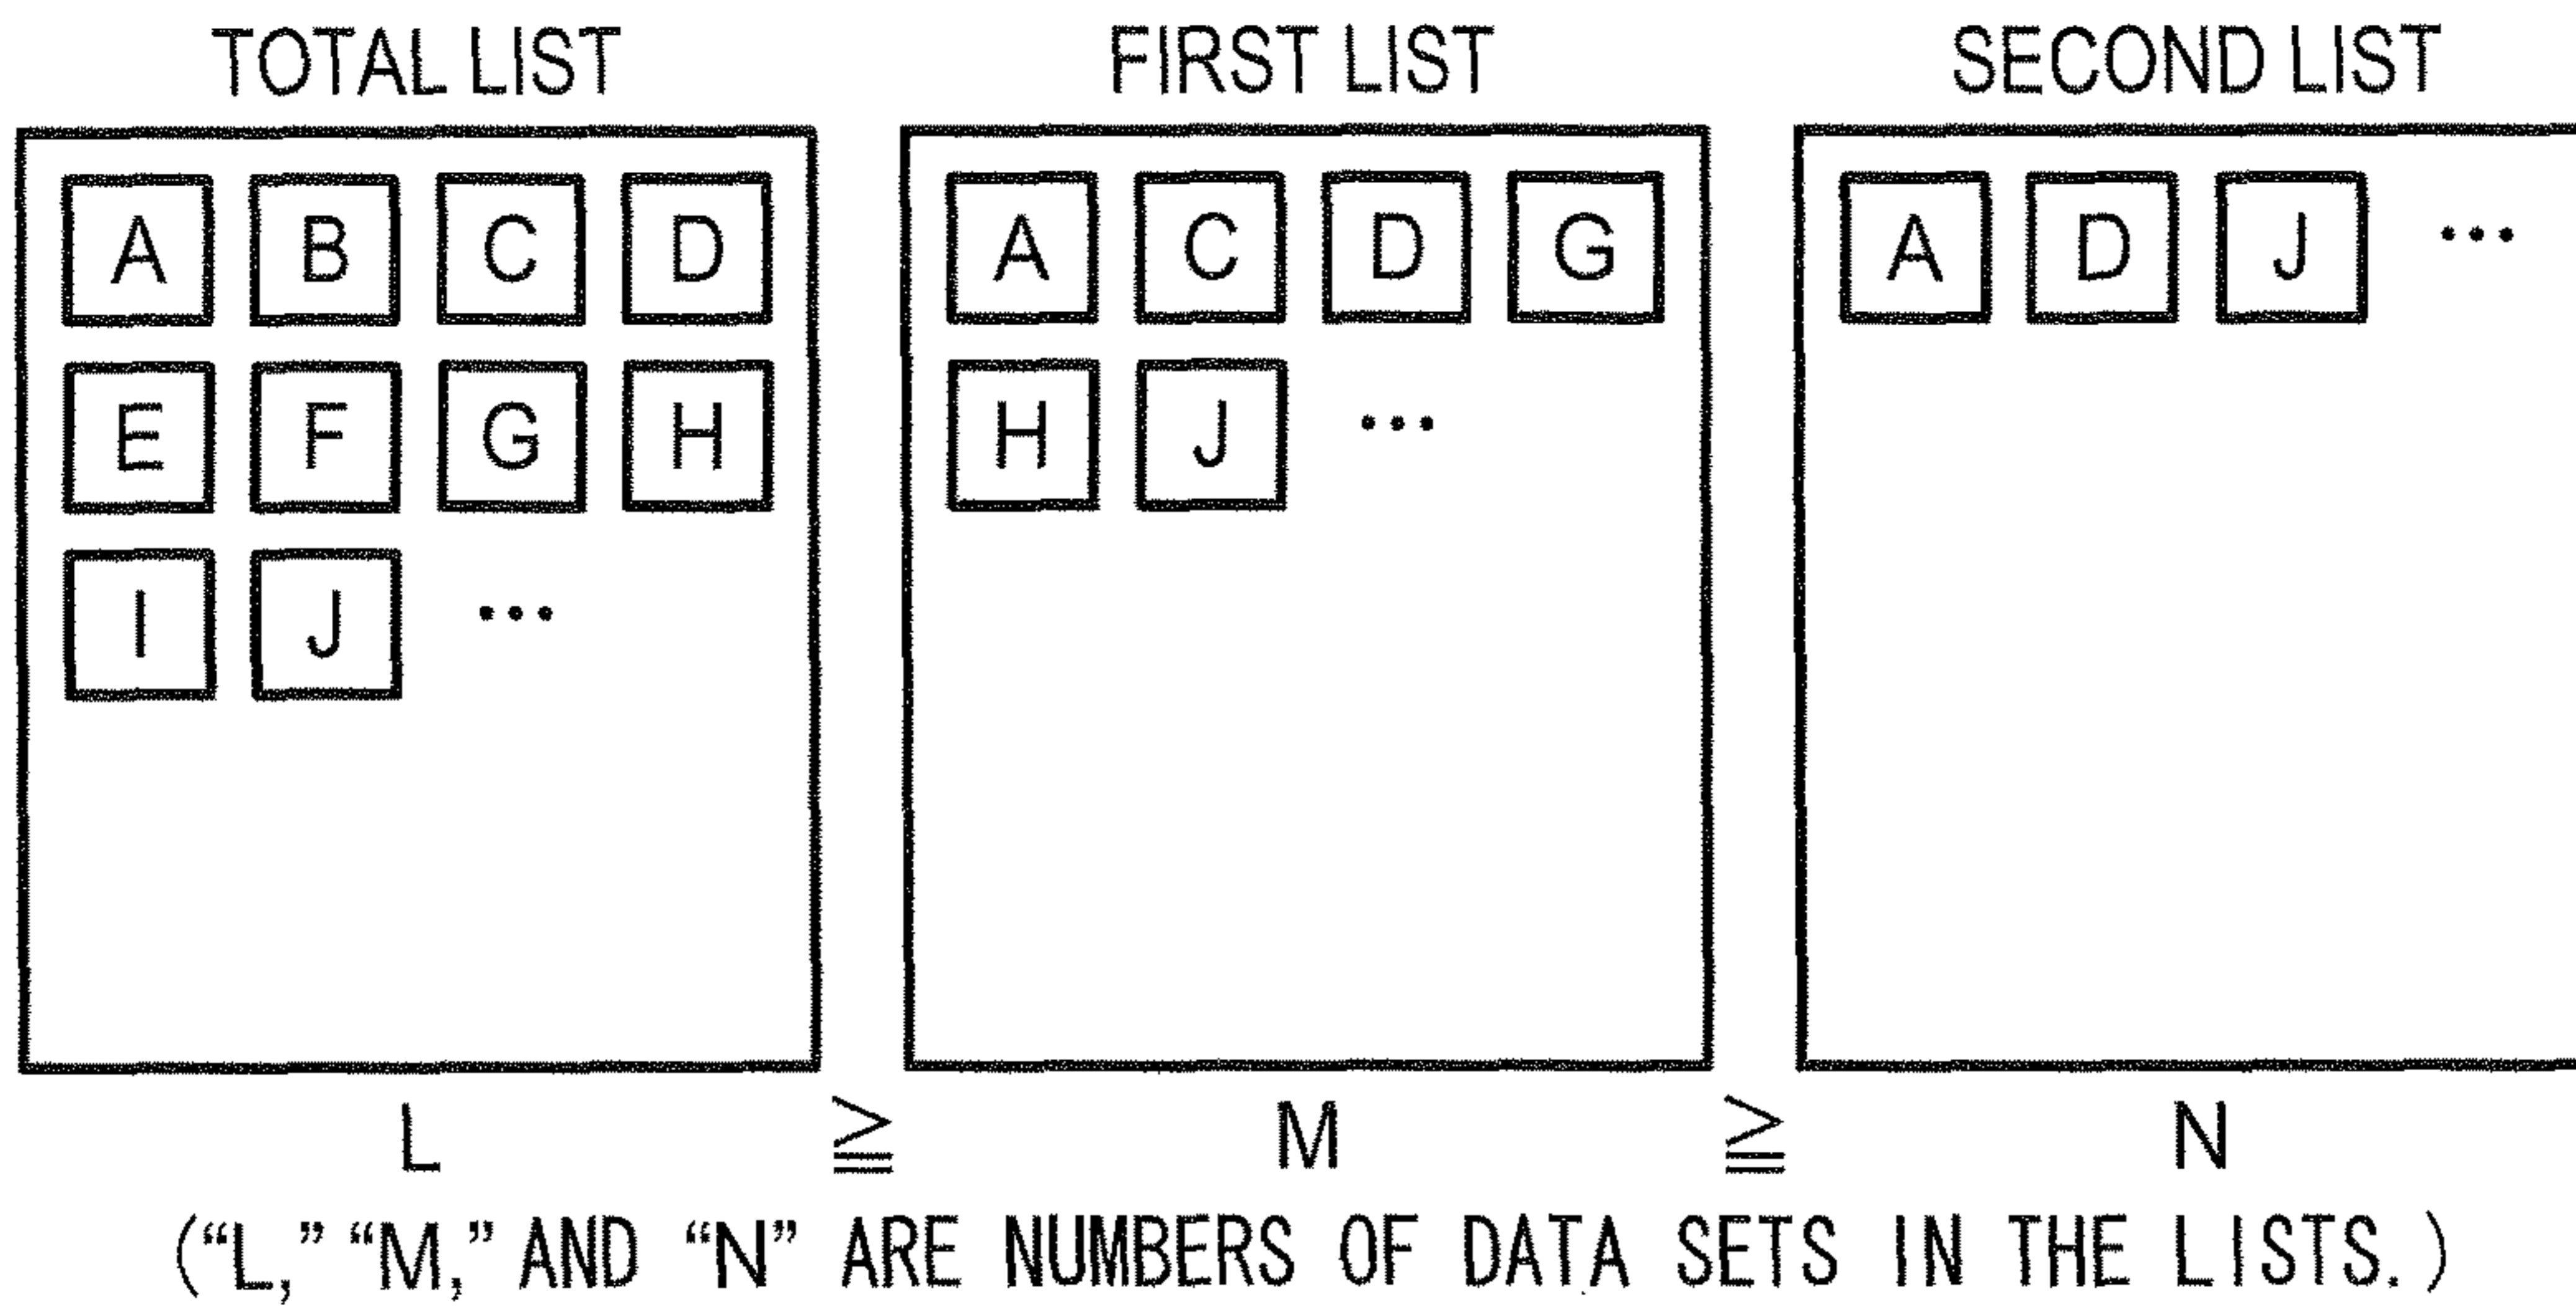 TOTAL LIST FIRST LIST SECOND LIST
A B C D A C D G A D J ...
E F G H H J ...
I J ...
L ≧ M ≧ N
("L," "M," AND "N" ARE NUMBERS OF DATA SETS IN THE LISTS.)